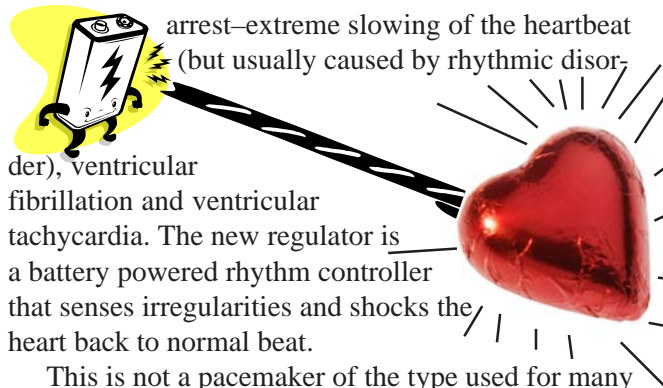 arrest–extreme slowing of the heartbeat
(but usually caused by rhythmic disor-
der), ventricular
fibrillation and ventricular
tachycardia. The new regulator is
a battery powered rhythm controller
that senses irregularities and shocks the
heart back to normal beat.
This is not a pacemaker of the type used for many